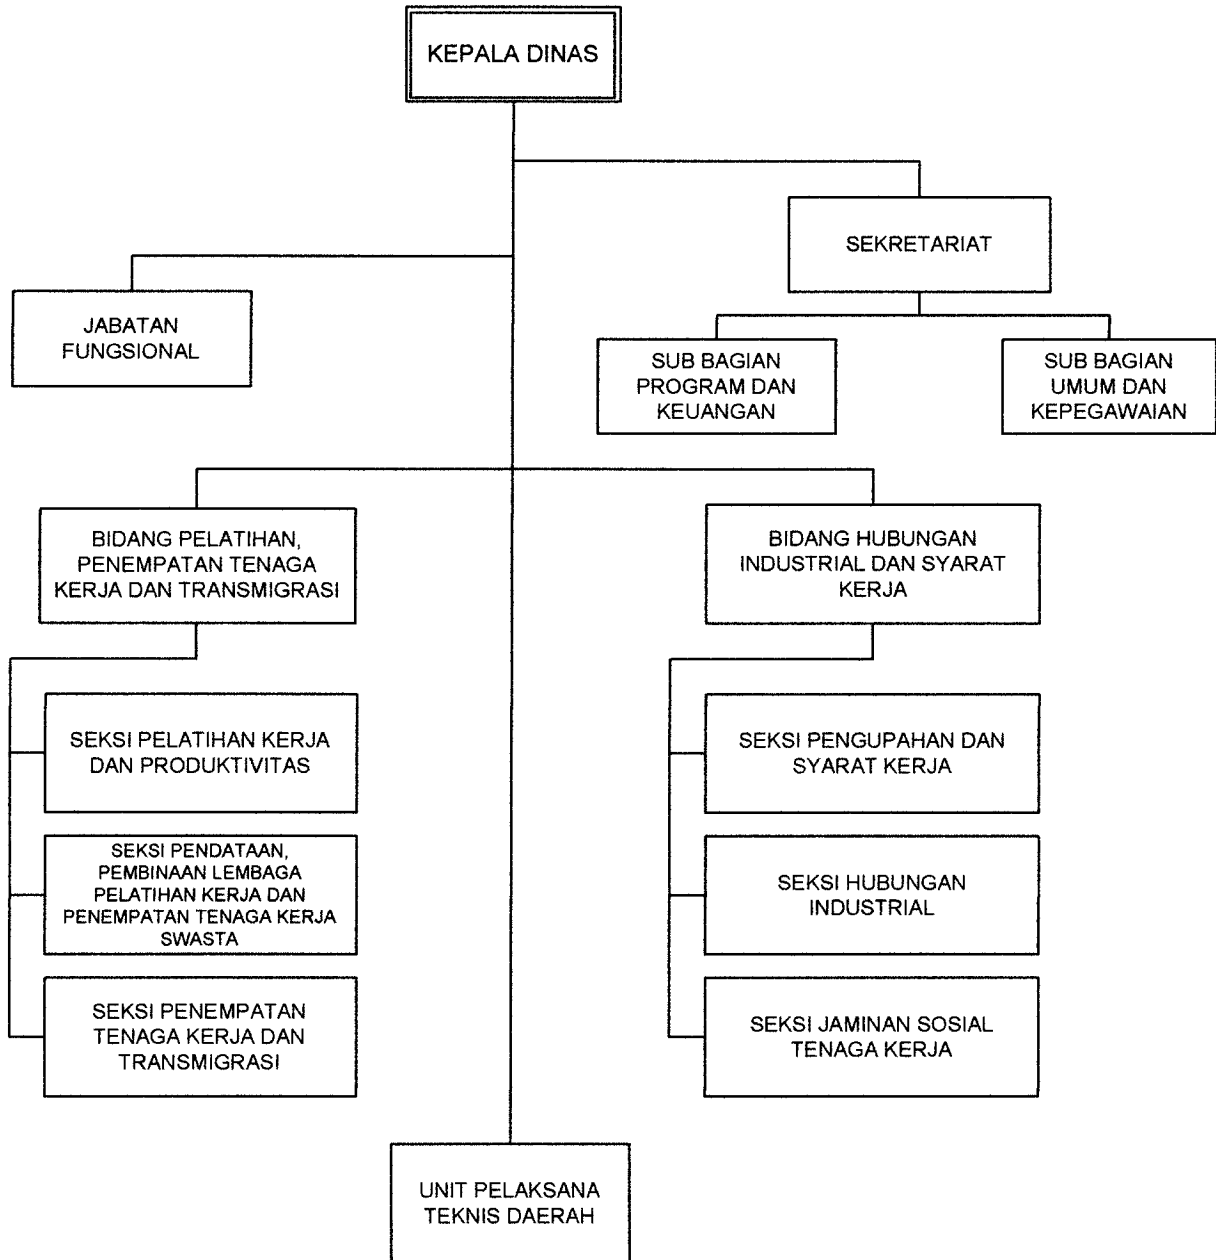 KEPALA DINAS
SEKRETARIAT
JABATAN
FUNGSIONAL
SUB BAGIAN
PROGRAM DAN
KEUANGAN
SUB BAGIAN
UMUM DAN
KEPEGAWAIAN
BIDANG PELATIHAN,
PENEMPATAN TENAGA
KERJA DAN TRANSMIGRASI
BIDANG HUBUNGAN
INDUSTRIAL DAN SYARAT
KERJA
SEKSI PELATIHAN KERJA
DAN PRODUKTIVITAS
SEKSI PENGUPAHAN DAN
SYARAT KERJA
SEKSI PENDATAAN,
PEMBINAAN LEMBAGA
PELATIHAN KERJA DAN
PENEMPATAN TENAGA KERJA
SWASTA
SEKSI HUBUNGAN
INDUSTRIAL
SEKSI PENEMPATAN
TENAGA KERJA DAN
TRANSMIGRASI
SEKSI JAMINAN SOSIAL
TENAGA KERJA
UNIT PELAKSANA
TEKNIS DAERAH